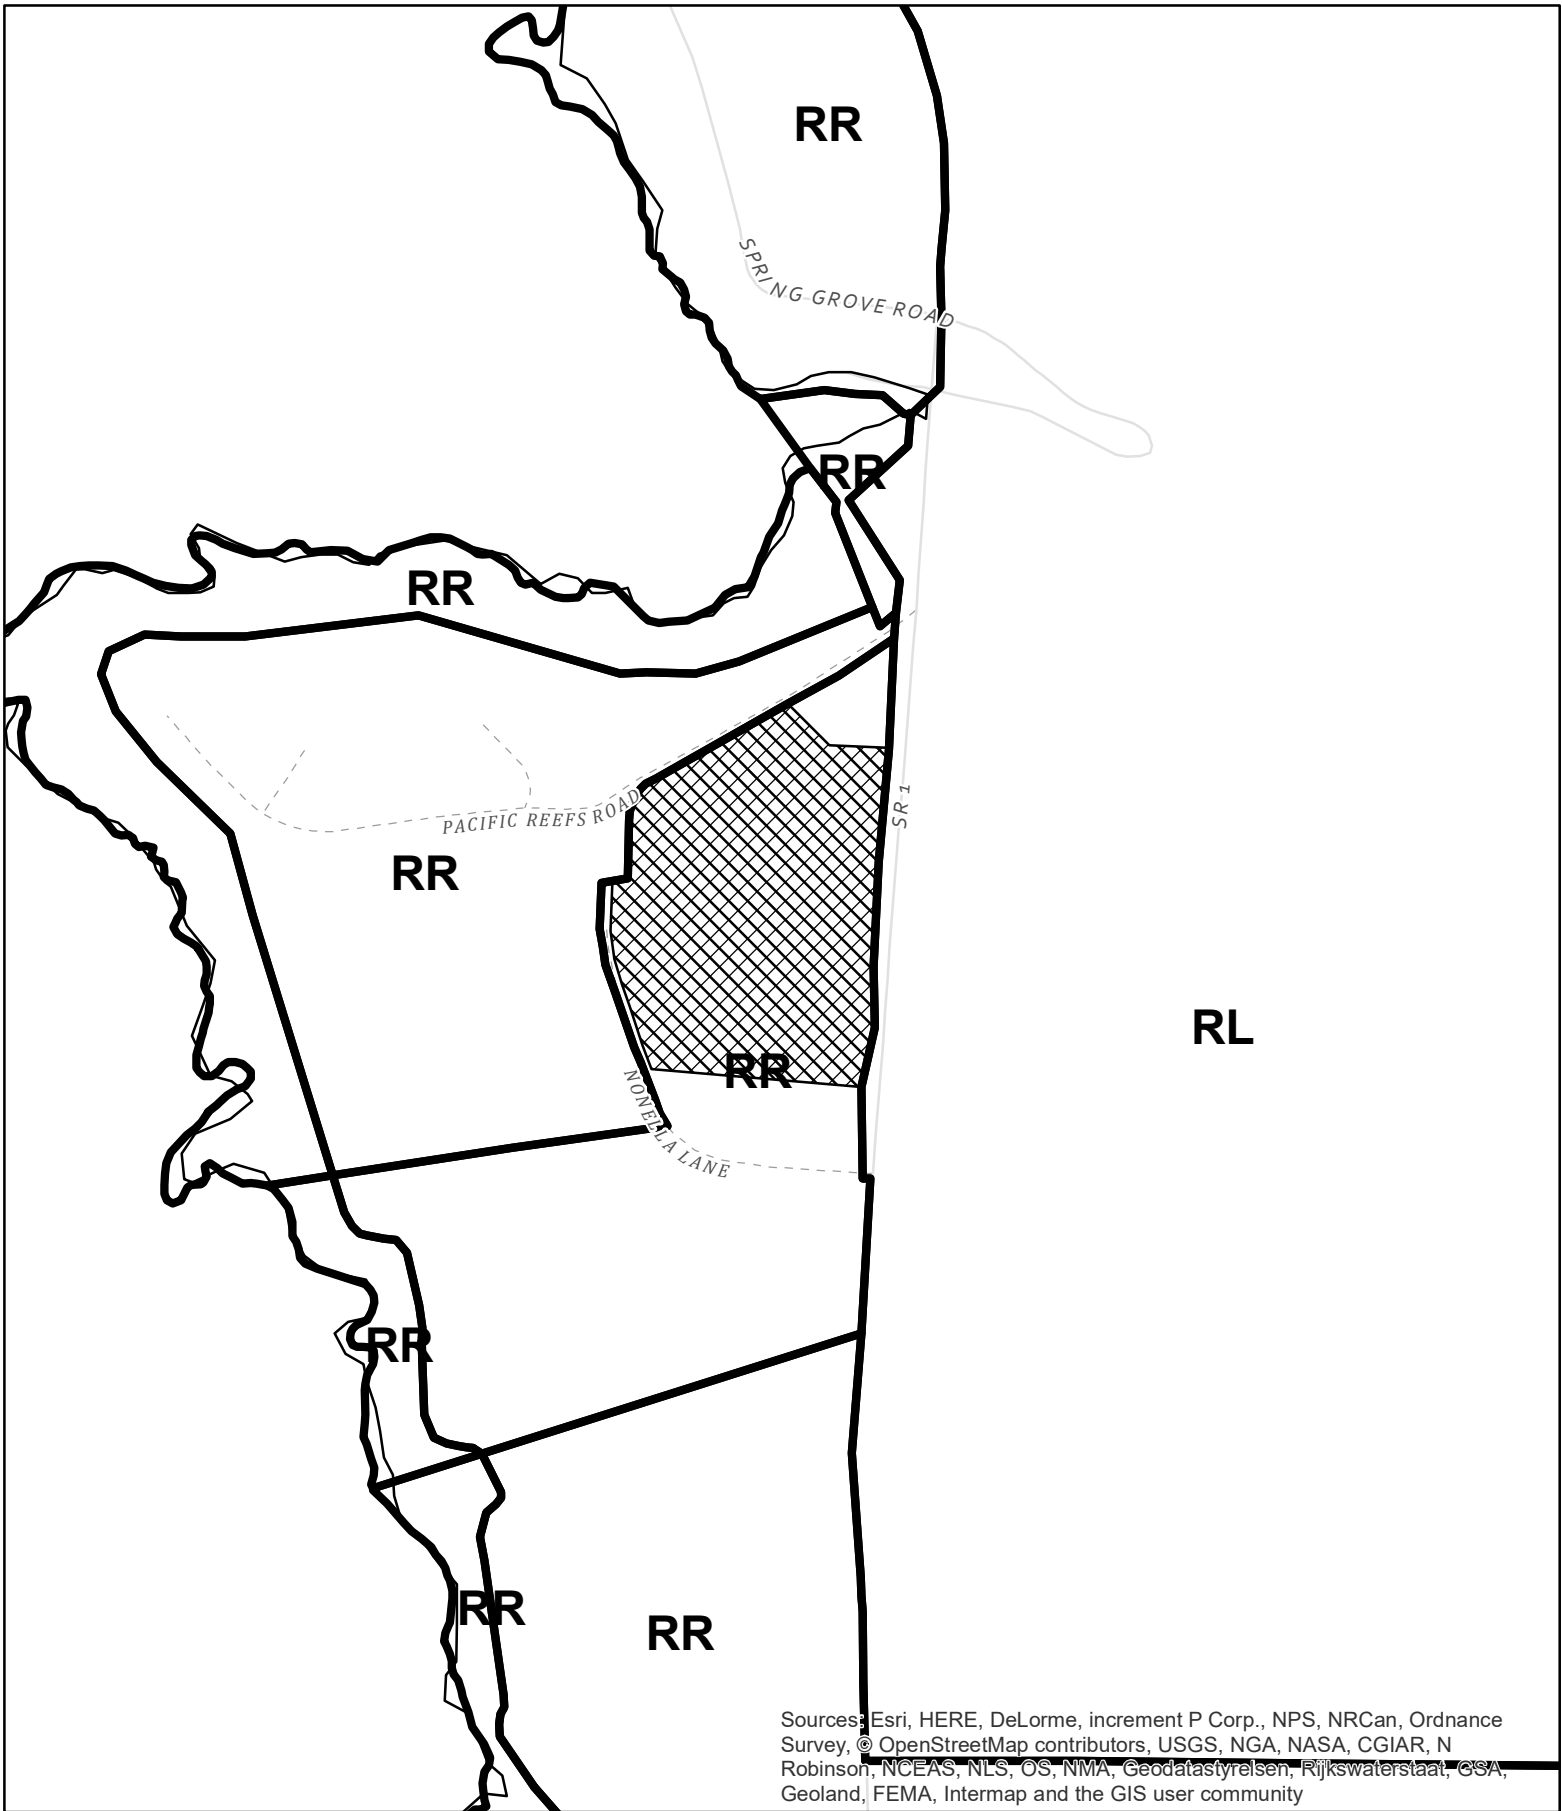 RR
SPRING GROVE ROAD
RR
RR
SR 1
PACIFIC REEFS ROAD
RR
RL
RR
NONELLA LANE
RR
RR
RR
Sources: Esri, HERE, DeLorme, increment P Corp., NPS, NRCan, Ordnance
Survey, © OpenStreetMap contributors, USGS, NGA, NASA, CGIAR, N
Robinson, NCEAS, NLS, OS, NMA, Geodatastyrelsen, Rijkswaterstaat, GSA,
Geoland, FEMA, Intermap and the GIS user community